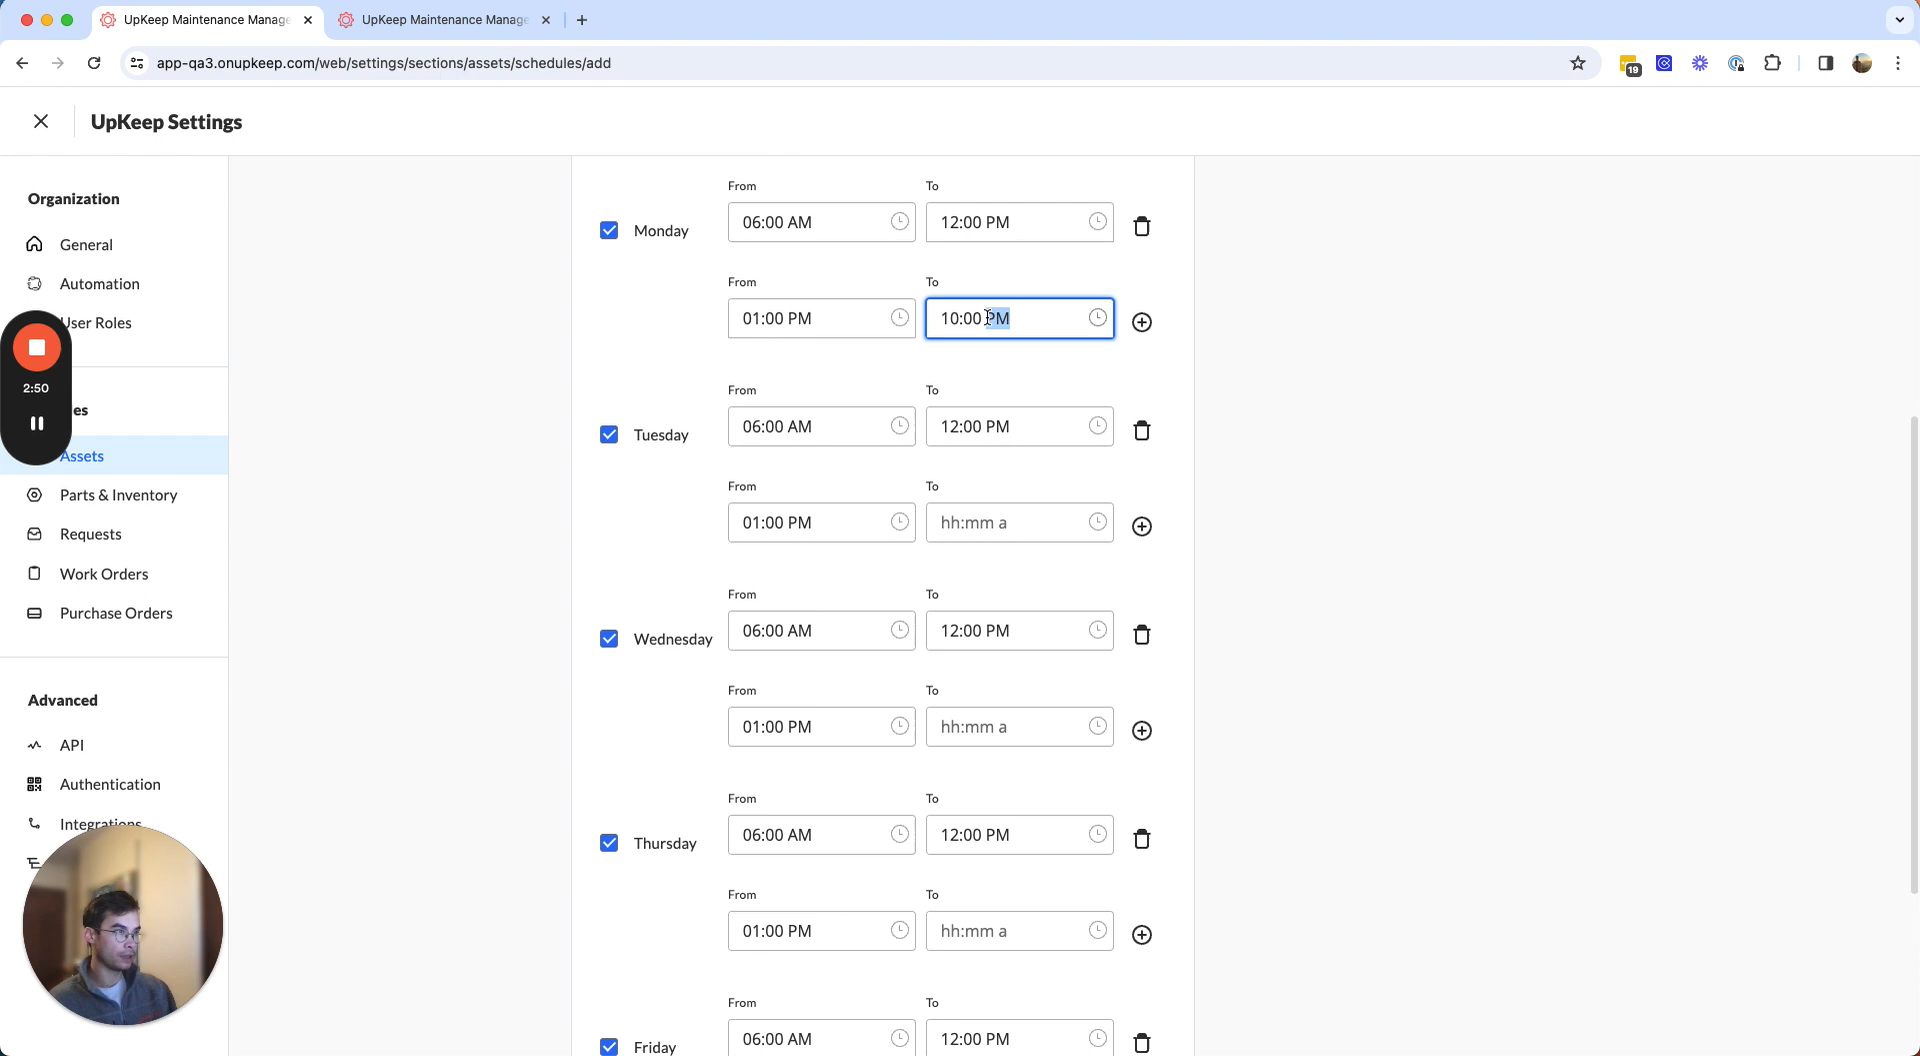 UpKeep Maintenance Manage
UpKeep Maintenance Manage
app-qa3.onupkeep.com/web/settings/sections/assets/schedules/add
19
UpKeep Settings
Organization
General
Automation
User Roles
2:50
es
Assets
Parts & Inventory
Requests
Work Orders
Purchase Orders
Advanced
API
Authentication
Integrations
From To
Monday 06:00 AM 12:00 PM
From To
01:00 PM 10:00 PM
From To
Tuesday 06:00 AM 12:00 PM
From To
01:00 PM hh:mm a
From To
Wednesday 06:00 AM 12:00 PM
From To
01:00 PM hh:mm a
From To
Thursday 06:00 AM 12:00 PM
From To
01:00 PM hh:mm a
From To
Friday 06:00 AM 12:00 PM